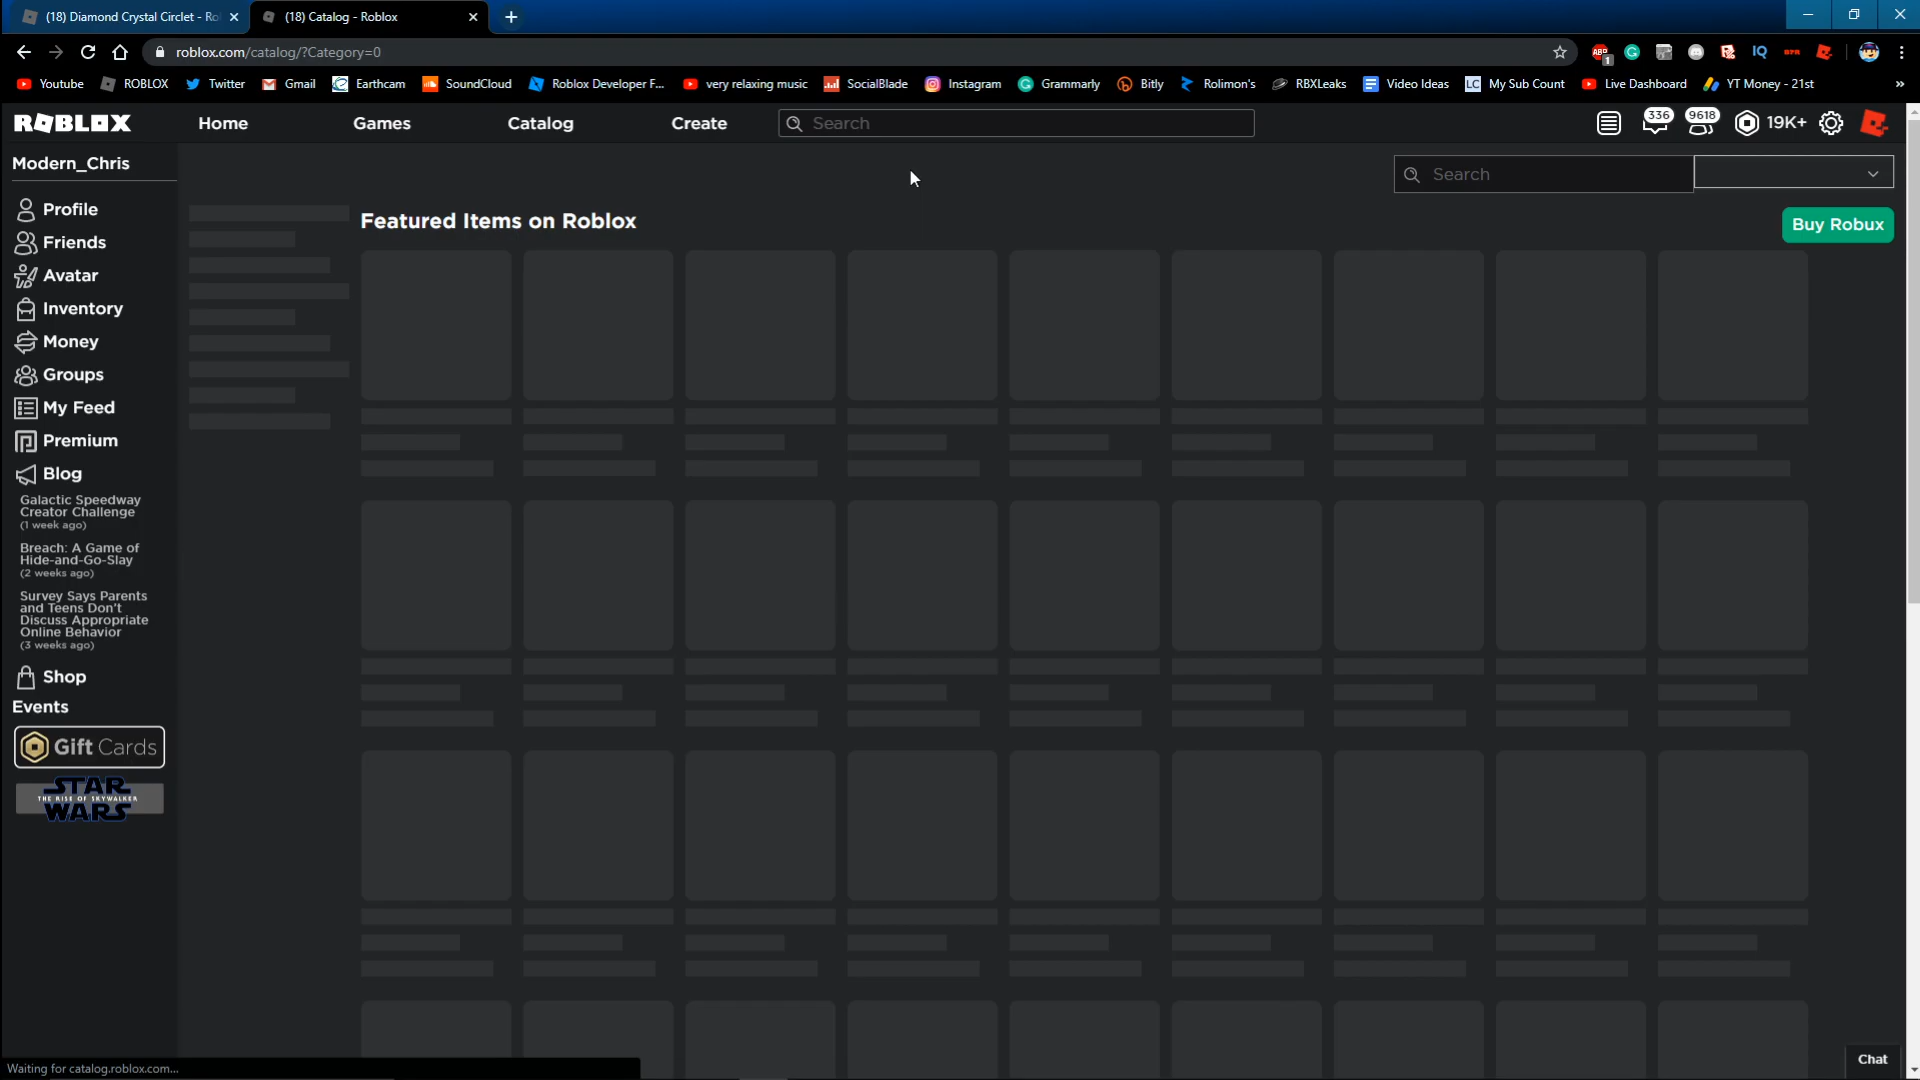 (18) Diamond Crystal Circlet - Ro
(18) Catalog - Roblox
roblox.com/catalog/?Category=0
Youtube
ROBLOX
Twitter
Gmail
Earthcam
SoundCloud
Roblox Developer F...
very relaxing music
SocialBlade
Instagram
Grammarly
Bitly
Rolimon's
RBXLeaks
Video Ideas
LC My Sub Count
Live Dashboard
YT Money - 21st
ROBLOX
Home
Games
Catalog
Create
Search
336
9618
19K+
Modern_Chris
Search
Profile
Friends
Avatar
Inventory
Money
Groups
My Feed
Premium
Blog
Galactic Speedway
Creator Challenge
(1 week ago)
Breach: A Game of
Hide-and-Go-Slay
(2 weeks ago)
Survey Says Parents
and Teens Don't
Discuss Appropriate
Online Behavior
(3 weeks ago)
Shop
Events
Gift Cards
STAR
THE RISE OF SKYWALKER
WARS
Featured Items on Roblox
Buy Robux
Waiting for catalog.roblox.com...
Chat